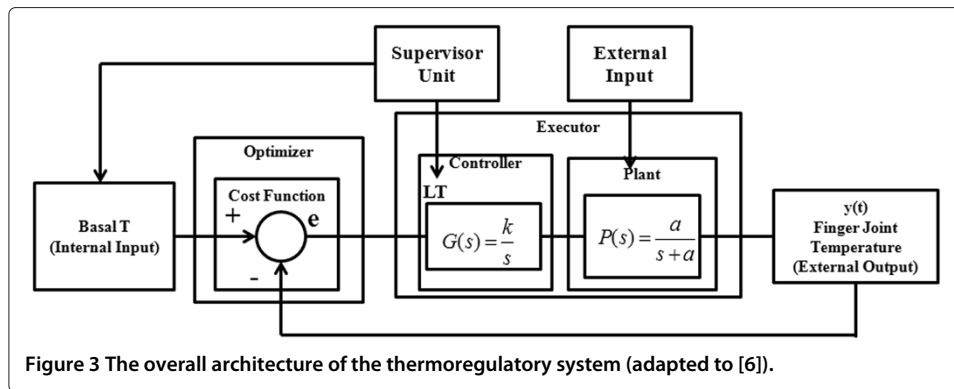 Supervisor
Unit
External
Input
Executor
Optimizer
Controller
Plant
LT
Cost Function
Basal T
(Internal Input)
+
e
-
G(s) = k/s
P(s) = a/(s+a)
y(t)
Finger Joint
Temperature
(External Output)
Figure 3 The overall architecture of the thermoregulatory system (adapted to [6]).